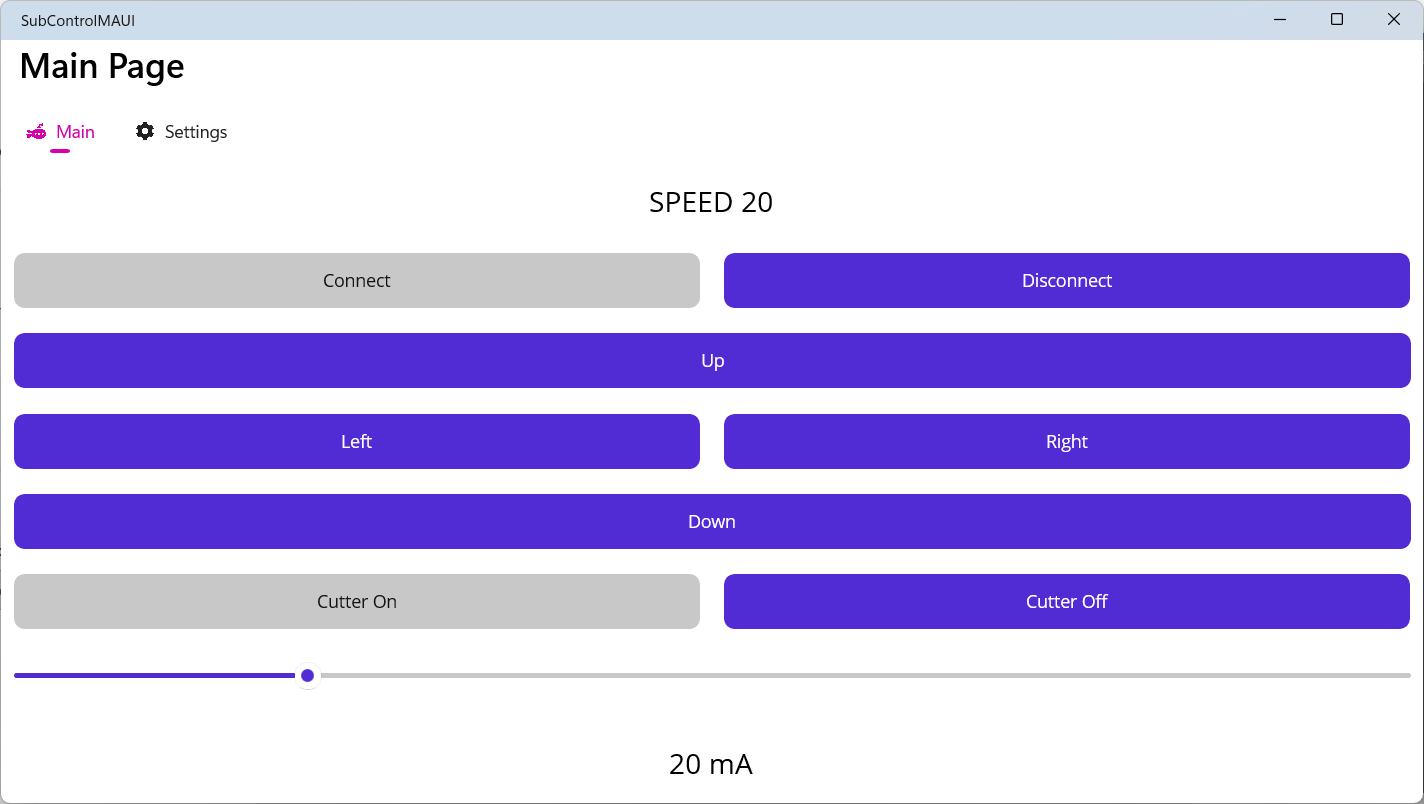 SubControlMAUI
Main Page
Main
Settings
SPEED 20
Connect
Disconnect
Up
Left
Right
Down
Cutter On
Cutter Off
20 mA